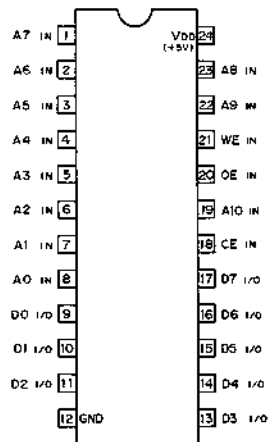 A7 IN 1
VDD 24
(+5V)
A6 IN 2
23 A8 IN
A5 IN 3
22 A9 IN
A4 IN 4
21 WE IN
A3 IN 5
20 OE IN
A2 IN 6
19 A10 IN
A1 IN 7
18 CE IN
A0 IN 8
17 D7 I/O
D0 I/O 9
16 D6 I/O
D1 I/O 10
15 D5 I/O
D2 I/O 11
14 D4 I/O
12 GND
13 D3 I/O